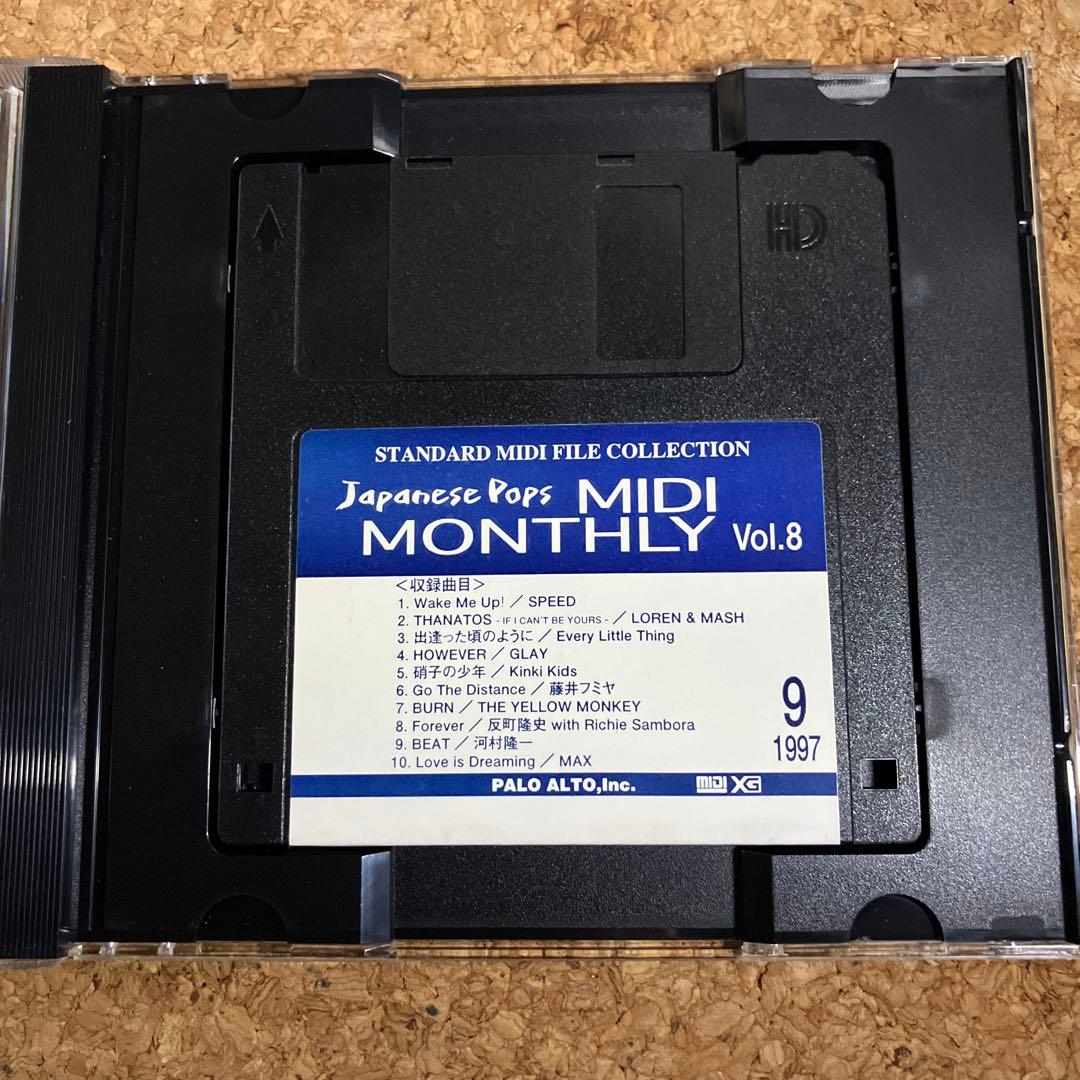 HD
STANDARD MIDI FILE COLLECTION
Japanese Pops MIDI
MONTHLY Vol.8
<収録曲目>
1. Wake Me Up! / SPEED
2. THANATOS - IF I CAN'T BE YOURS - / LOREN & MASH
3. 出逢った頃のように / Every Little Thing
4. HOWEVER / GLAY
5. 硝子の少年 / Kinki Kids
6. Go The Distance / 藤井フミヤ
7. BURN / THE YELLOW MONKEY
8. Forever / 反町隆史 with Richie Sambora
9. BEAT / 河村隆一
10. Love is Dreaming / MAX
9
1997
PALO ALTO,Inc. MIDI XG